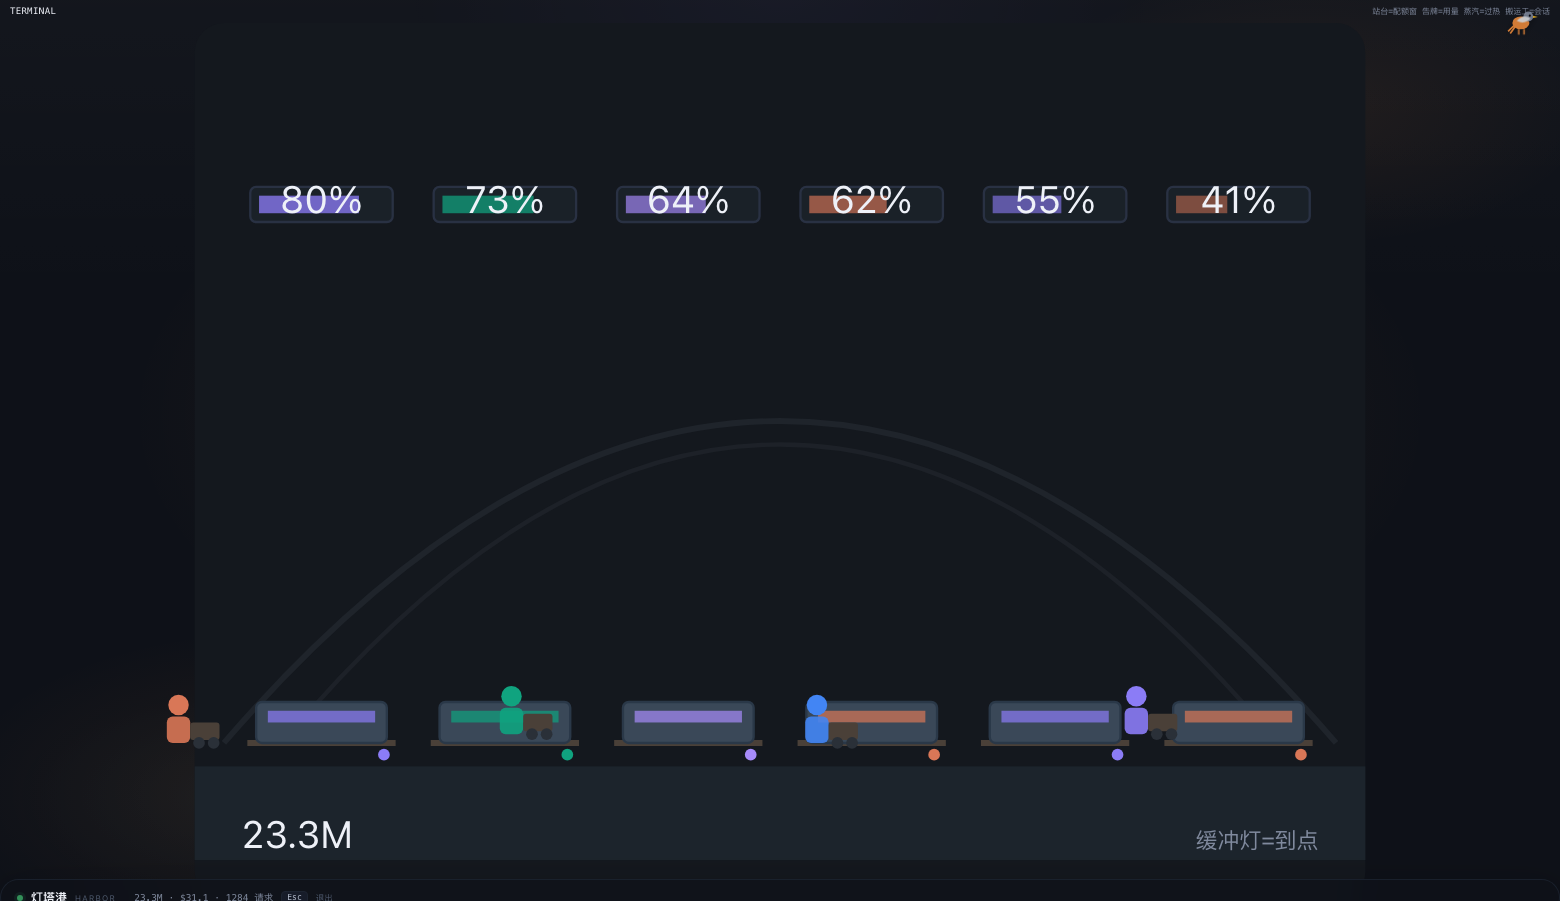 TERMINAL
站台=配额窗 告牌=用量 蒸汽=过热 搬运工=会话
80% 73% 64% 62% 55% 41%
23.3M
缓冲灯=到点
灯塔港 HARBOR 23.3M · $31.1 · 1284 请求 Esc 退出